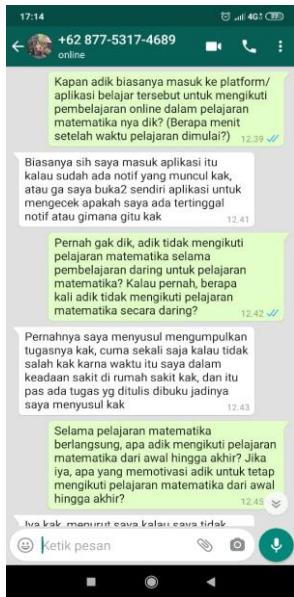 17:14
4G
+62 877-5317-4689
online
Kapan adik biasanya masuk ke platform/
aplikasi belajar tersebut untuk mengikuti
pembelajaran online dalam pelajaran
matematika nya dik? (Berapa menit
setelah waktu pelajaran dimulai?) 12.39
Biasanya sih saya masuk aplikasi itu
kalau sudah ada notif yang muncul kak,
atau ga saya buka2 sendiri aplikasi untuk
mengecek apakah saya ada tertinggal
notif atau gimana gitu kak 12.41
Pernah gak dik, adik tidak mengikuti
pelajaran matematika selama
pembelajaran daring untuk pelajaran
matematika? Kalau pernah, berapa
kali adik tidak mengikuti pelajaran
matematika secara daring? 12.42
Pernahnya saya menyusul mengumpulkan
tugasnya kak, cuma sekali saja kalau tidak
salah kak karna waktu itu saya dalam
keadaan sakit di rumah sakit kak, dan itu
pas ada tugas yg ditulis dibuku jadinya
saya menyusul kak 12.43
Selama pelajaran matematika
berlangsung, apa adik mengikuti pelajaran
matematika dari awal hingga akhir? Jika
iya, apa yang memotivasi adik untuk tetap
mengikuti pelajaran matematika dari awal
hingga akhir? 12.45
Iya kak, menurut saya kalau saya tidak
Ketik pesan